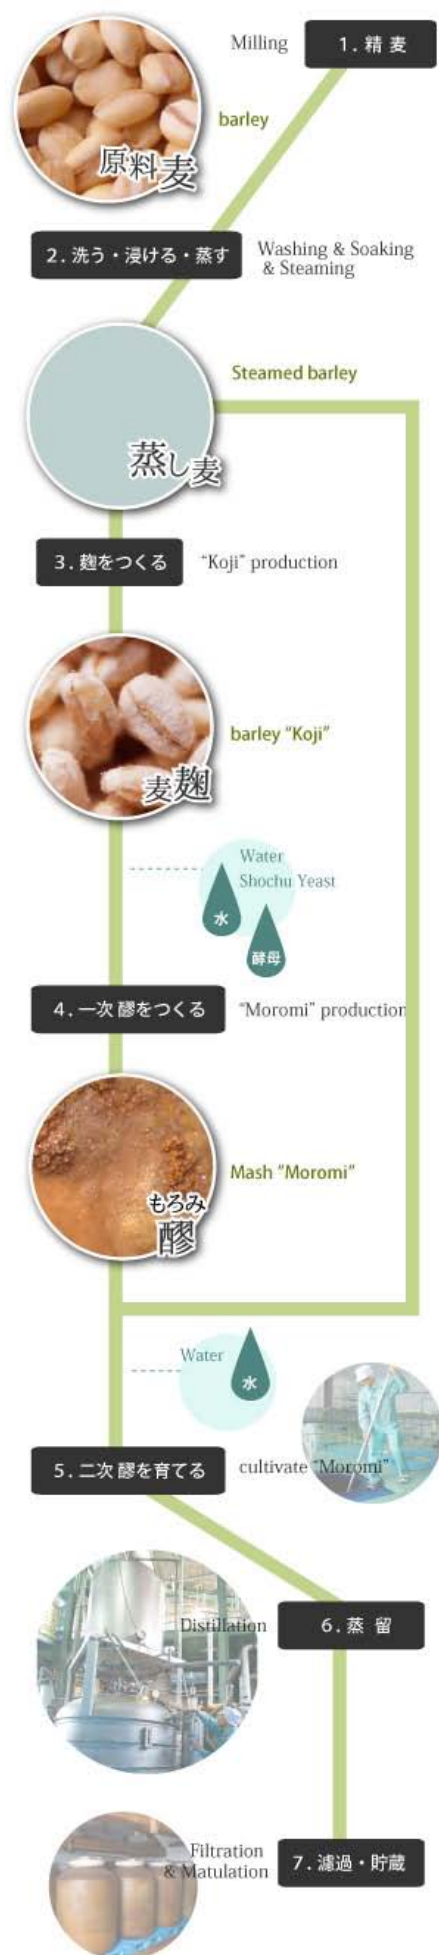 Milling
1. 精 麦
barley
原料麦
2. 洗う・浸ける・蒸す
Washing & Soaking
& Steaming
Steamed barley
蒸し麦
3. 麹をつくる
“Koji” production
麦麹
barley “Koji”
Water
Shochu Yeast
水
酵母
4. 一次醪をつくる
“Moromi” production
Mash “Moromi”
もろみ
醪
Water
水
5. 二次醪を育てる
cultivate “Moromi”
Distillation
6. 蒸 留
Filtration
& Matulation
7. 濾過・貯蔵